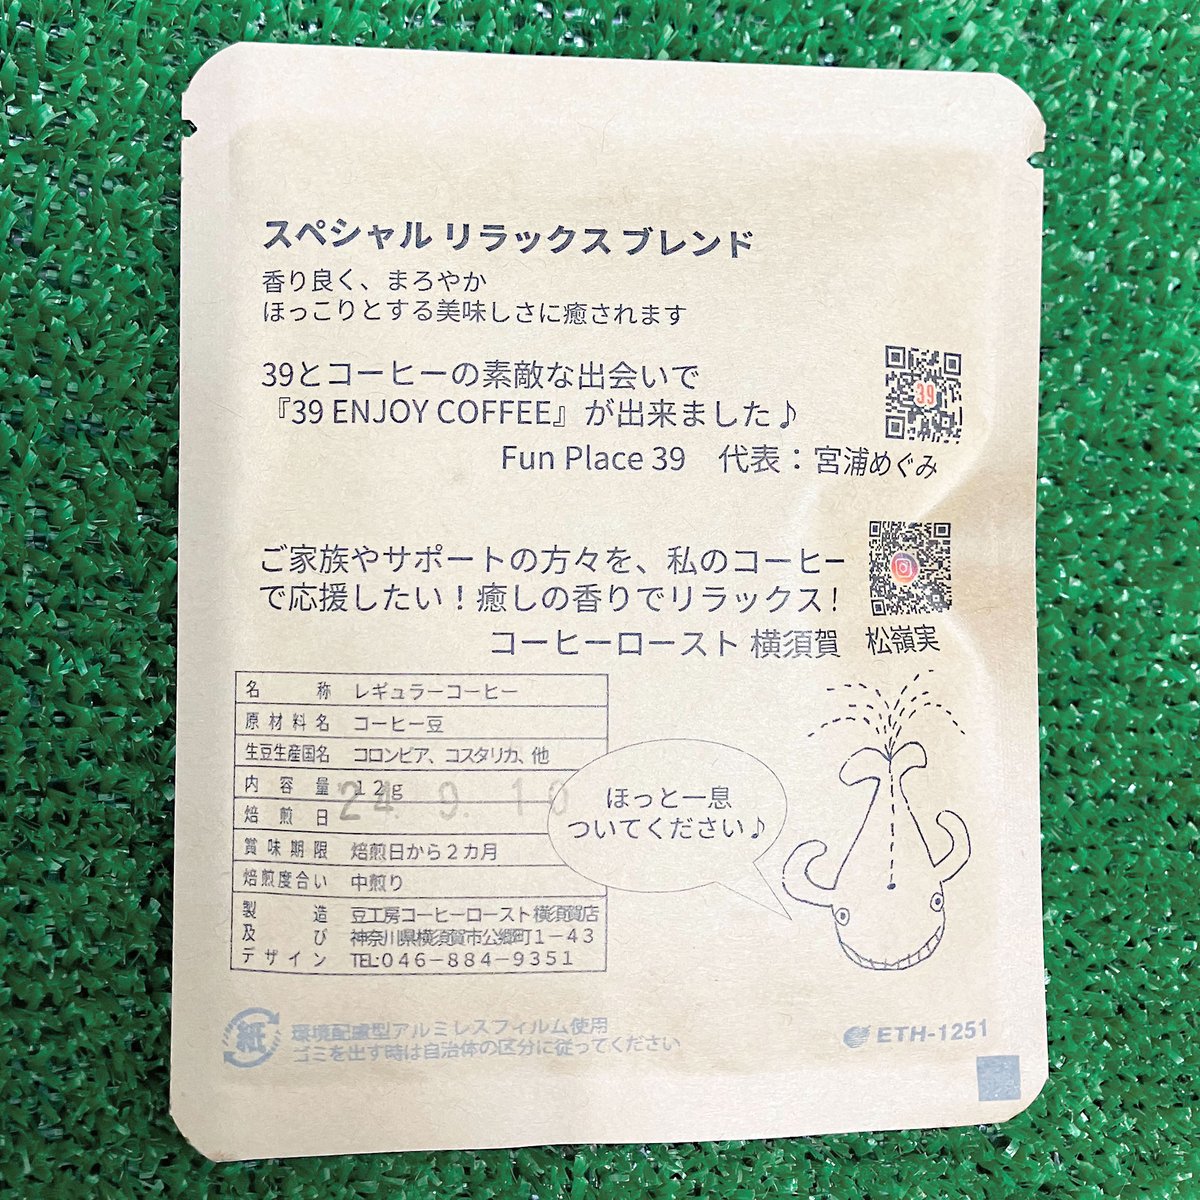 スペシャル リラックス ブレンド
香り良く、まろやか
ほっこりとする美味しさに癒されます
39とコーヒーの素敵な出会いで
『39 ENJOY COFFEE』が出来ました♪
39
Fun Place 39　代表：宮浦めぐみ
ご家族やサポートの方々を、私のコーヒー
で応援したい！癒しの香りでリラックス！
コーヒーロースト 横須賀　松嶺実
名称 レギュラーコーヒー
原材料名 コーヒー豆
生豆生産国名 コロンビア、コスタリカ、他
内容量 12g
焙煎日 24. 9. 10
賞味期限 焙煎日から２カ月
焙煎度合い 中煎り
製造 豆工房コーヒーロースト横須賀店
及び 神奈川県横須賀市公郷町１－４３
デザイン TEL:０４６－８８４－９３５１
ほっと一息
ついてください♪
紙
環境配慮型アルミレスフィルム使用
ゴミを出す時は自治体の区分に従ってください
ETH-1251